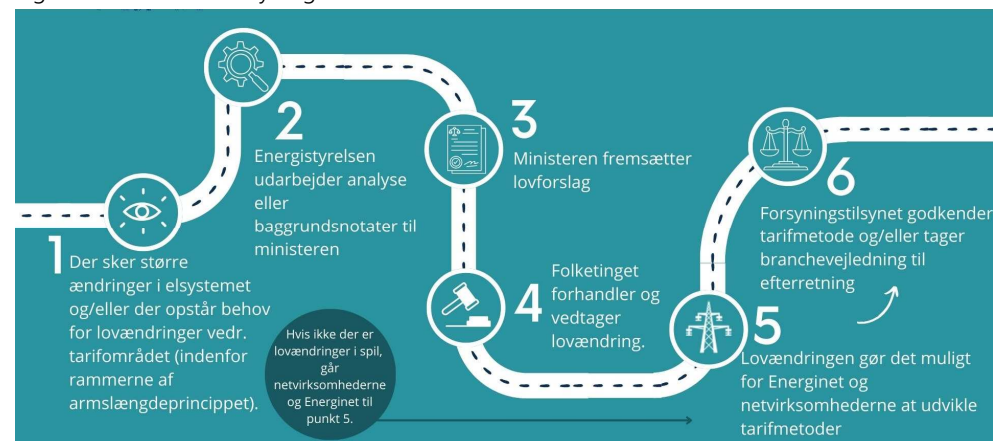 1
Der sker større
ændringer i elsystemet
og/eller der opstår behov
for lovændringer vedr.
tarifområdet (indenfor
rammerne af
armslængdeprincippet).
2
Energistyrelsen
udarbejder analyse
eller
baggrundsnotater til
ministeren
Hvis ikke der er
lovændringer i spil,
går
netvirksomhederne
og Energinet til
punkt 5.
3
Ministeren fremsætter
lovforslag
4
Folketinget
forhandler og
vedtager
lovændring.
5
Lovændringen gør det muligt
for Energinet og
netvirksomhederne at udvikle
tarifmetoder
6
Forsyningstilsynet godkender
tarifmetode og/eller tager
branchevejledning til
efterretning